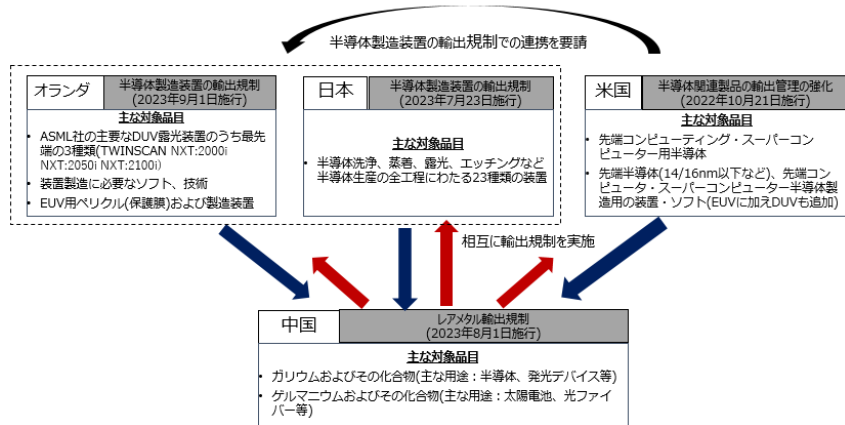 半導体製造装置の輸出規制での連携を要請
オランダ
半導体製造装置の輸出規制
(2023年9月1日施行)
主な対象品目
• ASML社の主要なDUV露光装置のうち最先
端の3種類(TWINSCAN NXT:2000i
NXT:2050i NXT:2100i)
• 装置製造に必要なソフト、技術
• EUV用ペリクル(保護膜)および製造装置
日本
半導体製造装置の輸出規制
(2023年7月23日施行)
主な対象品目
• 半導体洗浄、蒸着、露光、エッチングなど
半導体生産の全工程にわたる23種類の装置
米国
半導体関連製品の輸出管理の強化
(2022年10月21日施行)
主な対象品目
• 先端コンピューティング・スーパーコン
ピューター用半導体
• 先端半導体(14/16nm以下など)、先端コン
ピュータ・スーパーコンピューター半導体製
造用の装置・ソフト(EUVに加えDUVも追加)
相互に輸出規制を実施
中国
レアメタル輸出規制
(2023年8月1日施行)
主な対象品目
• ガリウムおよびその化合物(主な用途：半導体、発光デバイス等)
• ゲルマニウムおよびその化合物(主な用途：太陽電池、光ファイ
バー等)